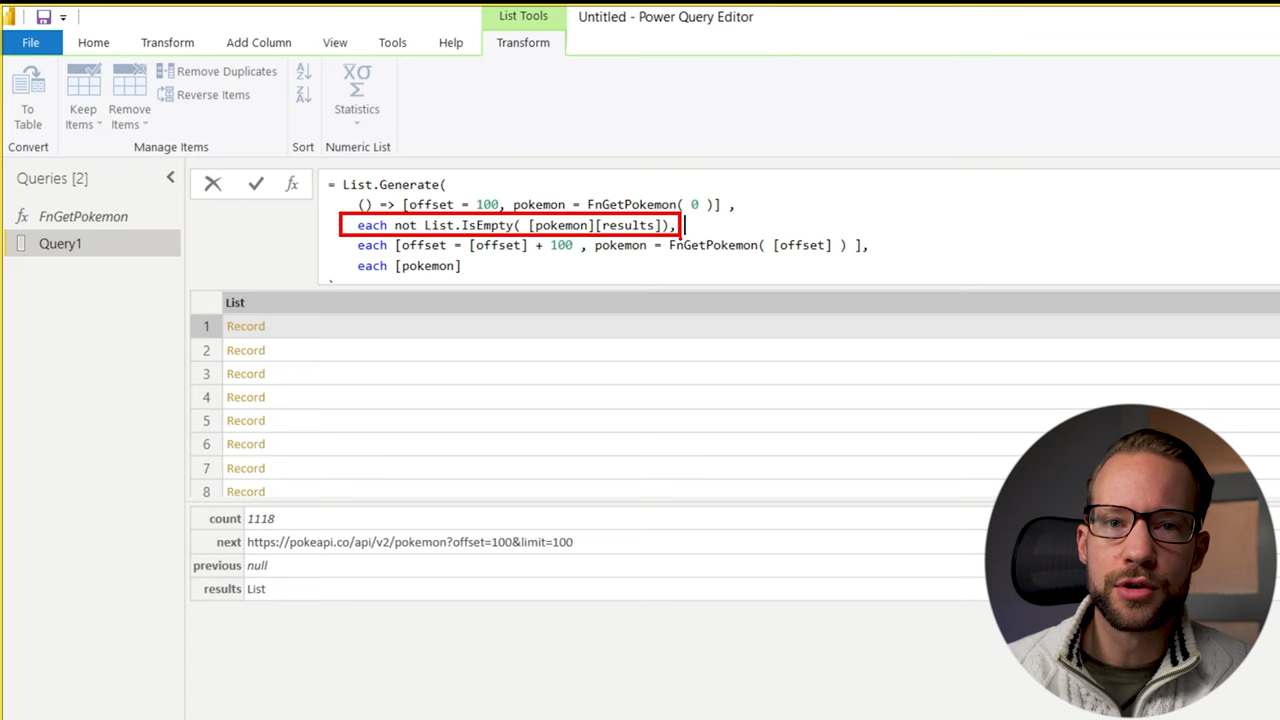 List Tools
Untitled - Power Query Editor
File
Home
Transform
Add Column
View
Tools
Help
Transform
To
Table
Keep
Items
Remove
Items
Remove Duplicates
Reverse Items
Statistics
Convert
Manage Items
Sort
Numeric List
Queries [2]
fx FnGetPokemon
Query1
fx
= List.Generate(
() => [offset = 100, pokemon = FnGetPokemon( 0 )] ,
each not List.IsEmpty( [pokemon][results]),
each [offset = [offset] + 100 , pokemon = FnGetPokemon( [offset] ) ],
each [pokemon]
List
1 Record
2 Record
3 Record
4 Record
5 Record
6 Record
7 Record
8 Record
count 1118
next https://pokeapi.co/api/v2/pokemon?offset=100&limit=100
previous null
results List